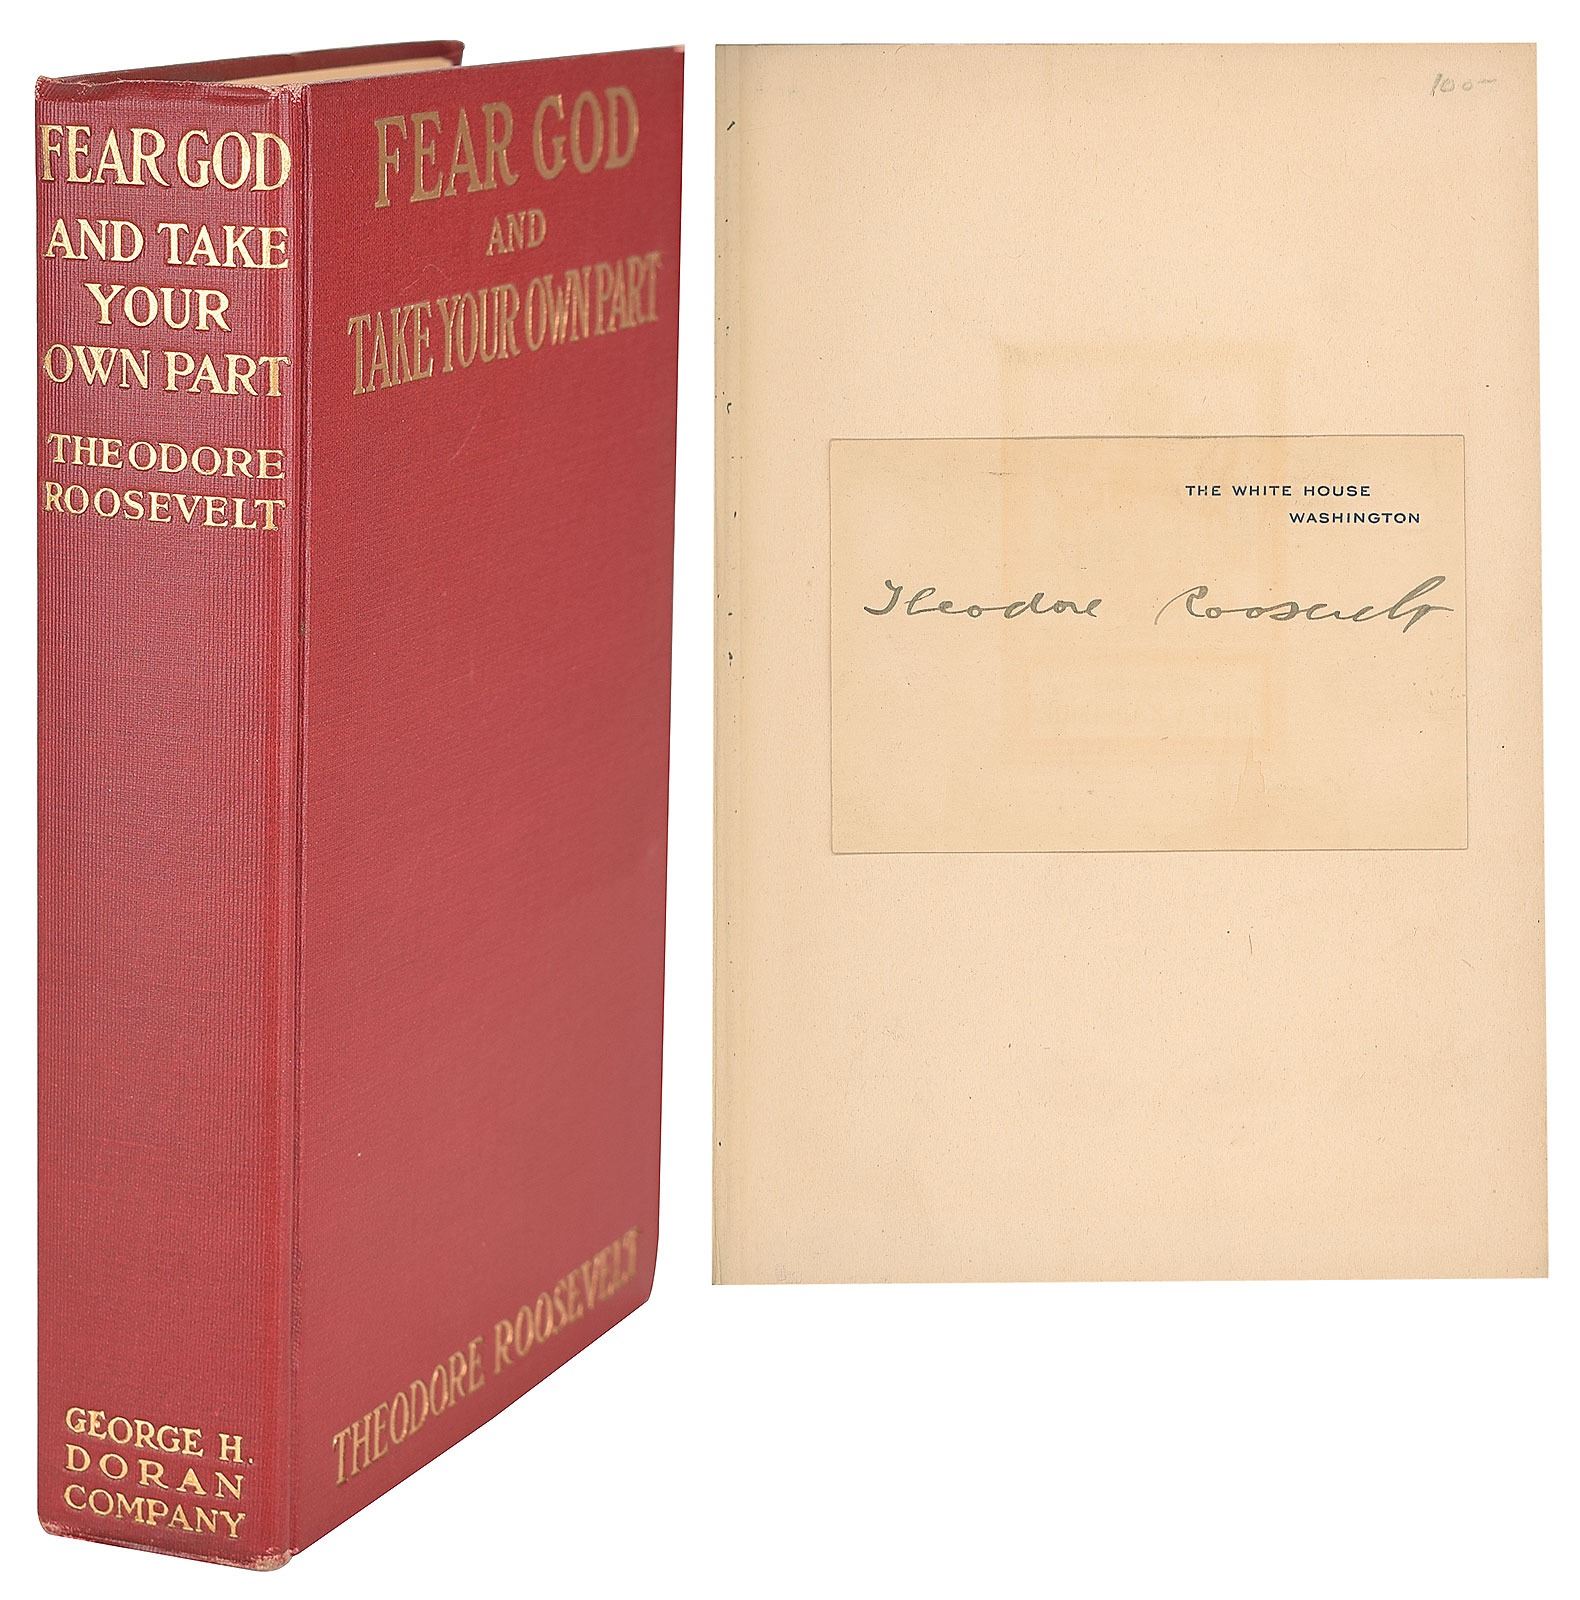 FEAR GOD
AND TAKE
YOUR
OWN PART
THEODORE
ROOSEVELT
GEORGE H.
DORAN
COMPANY
FEAR GOD
AND
TAKE YOUR OWN PART
THEODORE ROOSEVELT
100-
THE WHITE HOUSE
WASHINGTON
Theodore Roosevelt